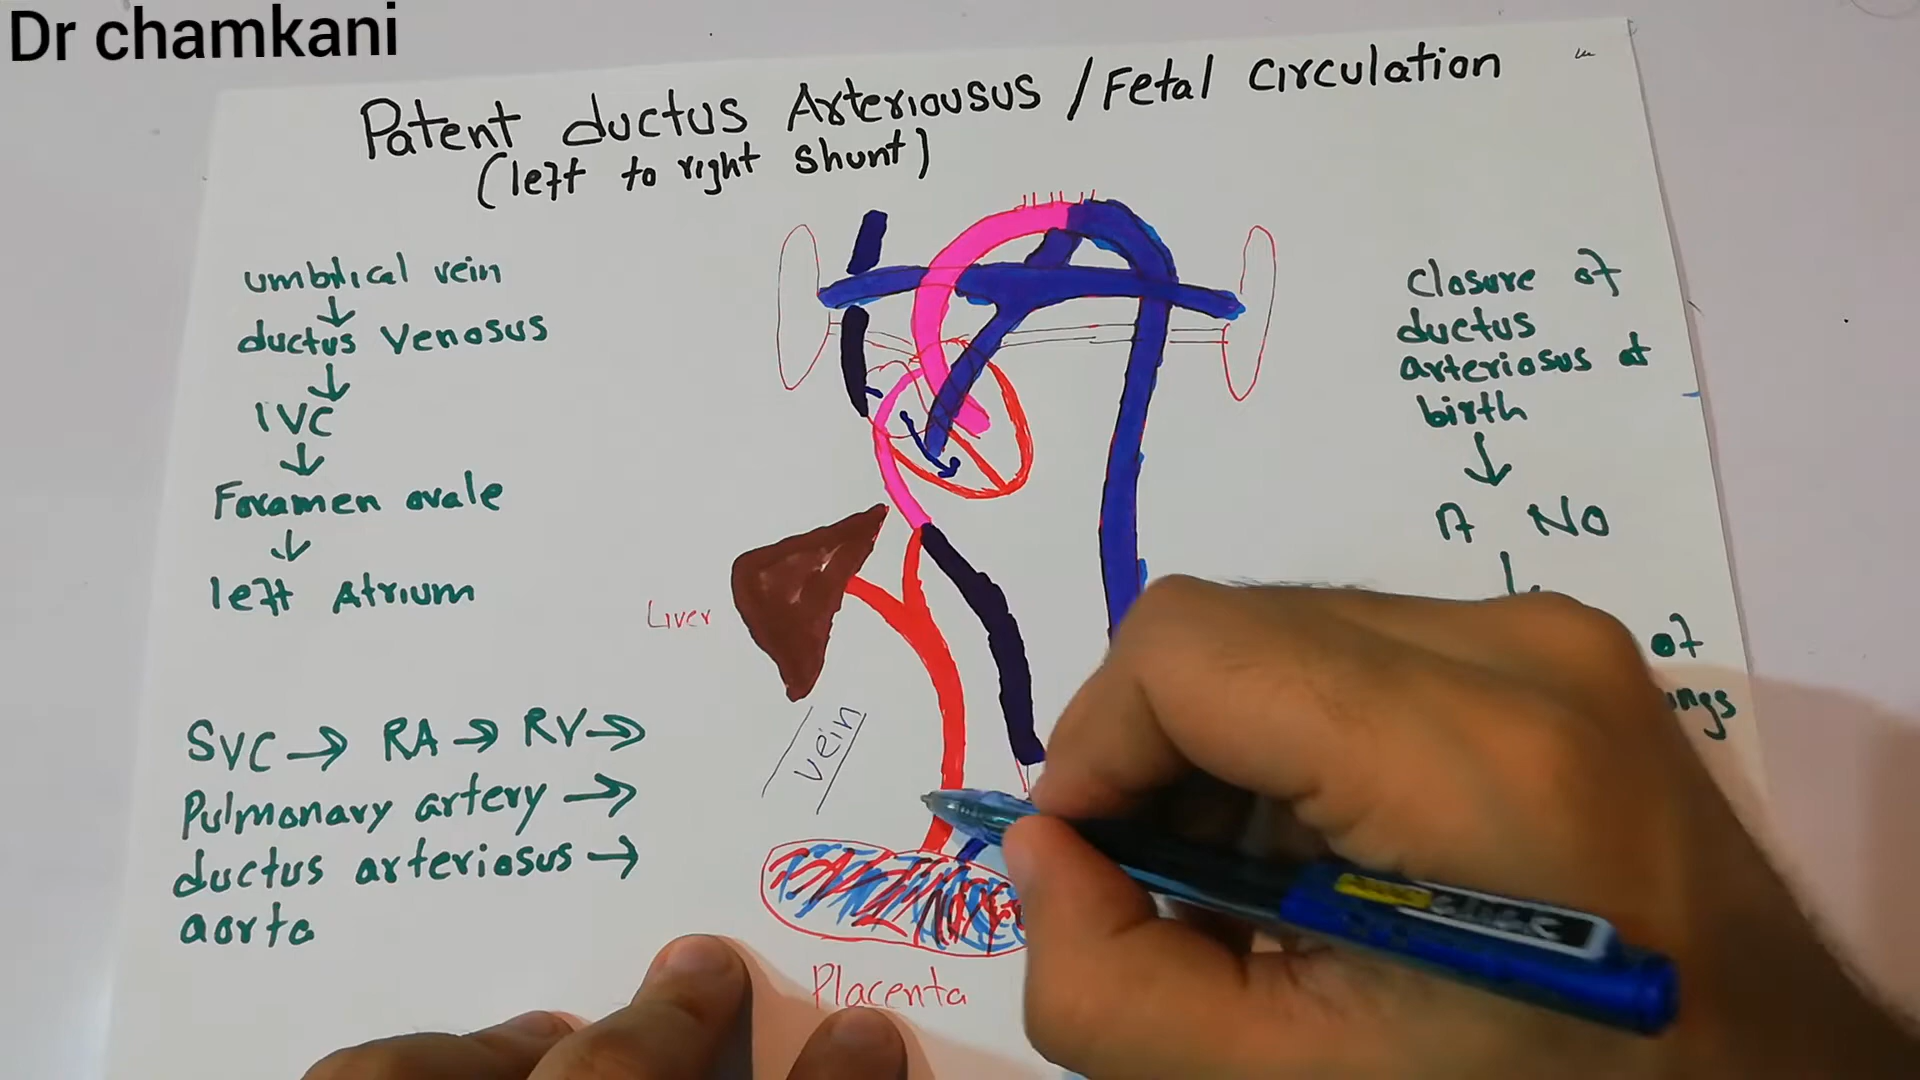 Dr chamkani
Patent ductus Arteriousus / Fetal circulation
(left to right shunt)
umbilical vein
↓
ductus venosus
↓
IVC
↓
Foramen ovale
↓
left Atrium
SVC → RA → RV →
Pulmonary artery →
ductus arteriosus →
aorta
Liver
vein
Placenta
closure of
ductus
arteriosus at
birth
↓
NO
of